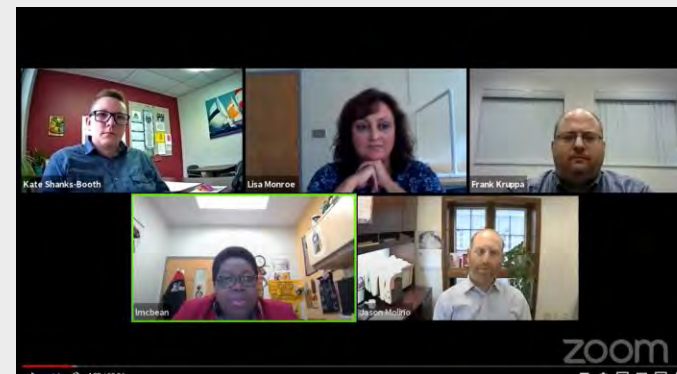 Kate Shanks-Booth
Lisa Monroe
Frank Kruppa
lmcbean
Jason Molino
zoom